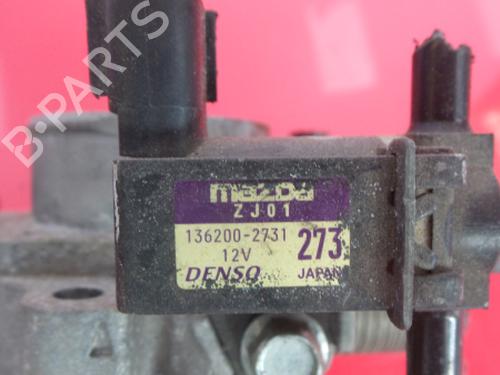 B-PARTS
mazda
ZJ01
136200-2731 273
12V
DENSO JAPAN